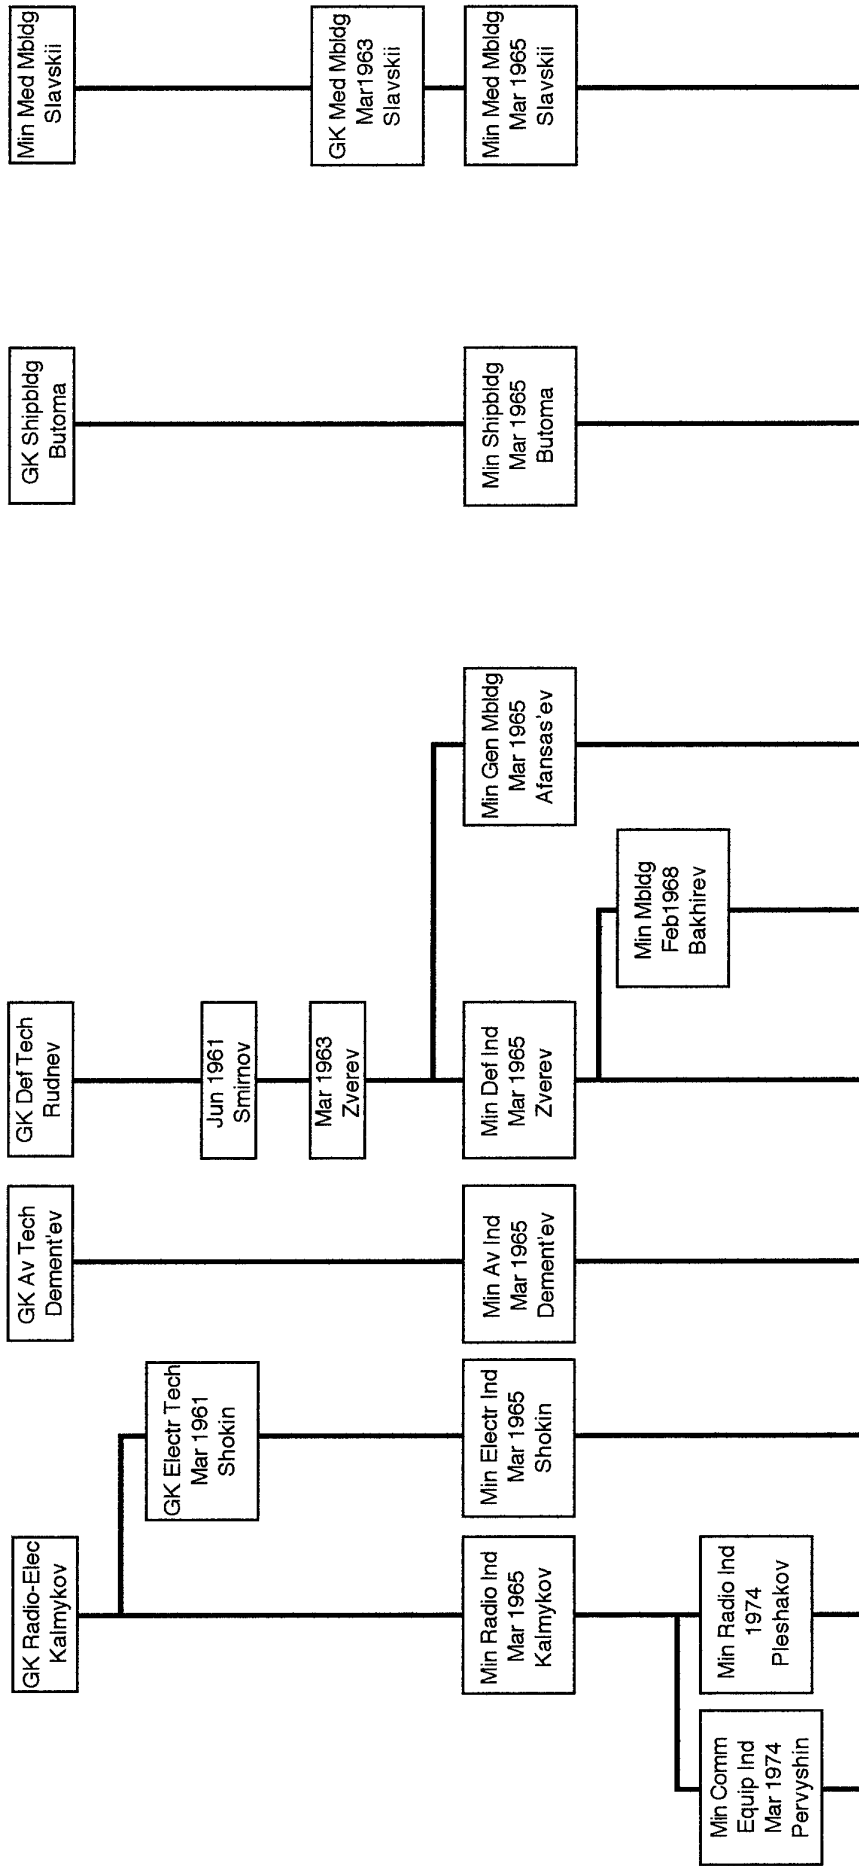 GK Radio-Elec
Kalmykov
GK Av Tech
Dement'ev
GK Def Tech
Rudnev
GK Shipbldg
Butoma
Min Med Mbldg
Slavskii
GK Electr Tech
Mar 1961
Shokin
Jun 1961
Smirnov
Mar 1963
Zverev
GK Med Mbldg
Mar1963
Slavskii
Min Radio Ind
Mar 1965
Kalmykov
Min Electr Ind
Mar 1965
Shokin
Min Av Ind
Mar 1965
Dement'ev
Min Def Ind
Mar 1965
Zverev
Min Gen Mbldg
Mar 1965
Afansas'ev
Min Shipbldg
Mar 1965
Butoma
Min Med Mbldg
Mar 1965
Slavskii
Min Mbldg
Feb1968
Bakhirev
Min Comm
Equip Ind
Mar 1974
Pervyshin
Min Radio Ind
1974
Pleshakov